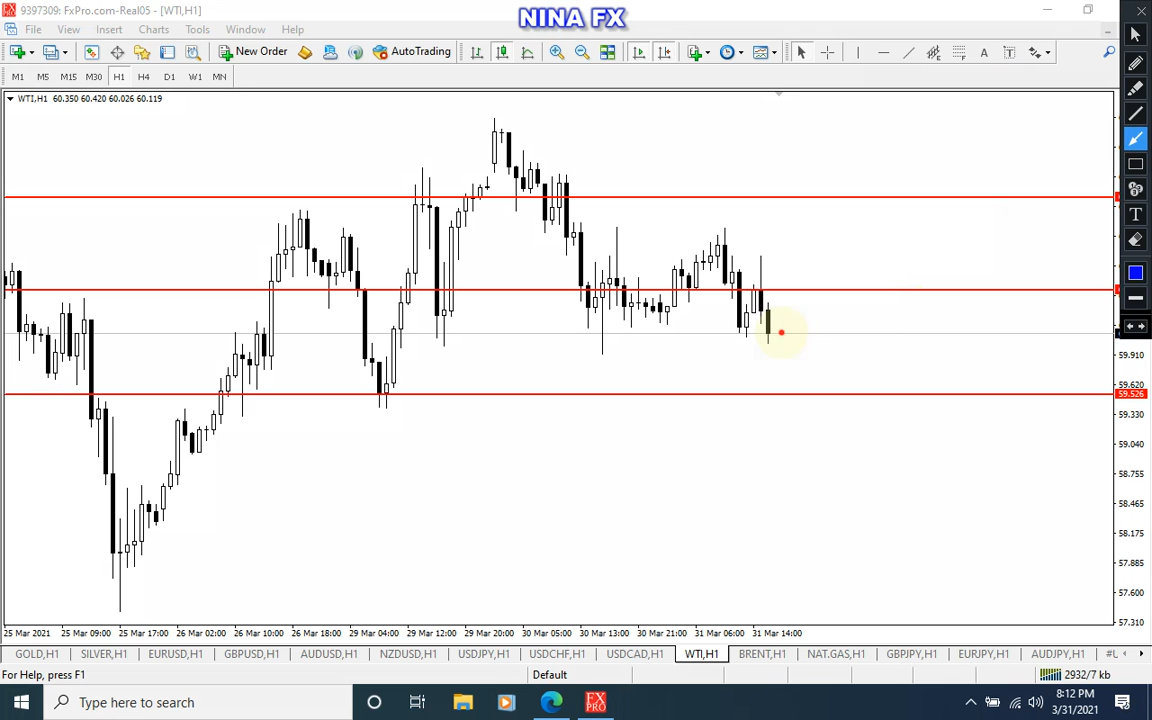 9397309: FxPro.com-Real05 - [WTI,H1]
NINA FX
File View Insert Charts Tools Window Help
New Order AutoTrading
M1 M5 M15 M30 H1 H4 D1 W1 MN
WTI,H1 60.350 60.420 60.026 60.119
59.910
59.620
59.526
59.330
59.040
58.755
58.465
58.175
57.885
57.600
57.310
25 Mar 2021 25 Mar 09:00 25 Mar 17:00 26 Mar 02:00 26 Mar 10:00 26 Mar 18:00 29 Mar 04:00 29 Mar 12:00 29 Mar 20:00 30 Mar 05:00 30 Mar 13:00 30 Mar 21:00 31 Mar 06:00 31 Mar 14:00
GOLD,H1 SILVER,H1 EURUSD,H1 GBPUSD,H1 AUDUSD,H1 NZDUSD,H1 USDJPY,H1 USDCHF,H1 USDCAD,H1 WTI,H1 BRENT,H1 NAT.GAS,H1 GBPJPY,H1 EURJPY,H1 AUDJPY,H1 #U
For Help, press F1 Default 2932/7 kb
Type here to search
FX PRO
8:12 PM
3/31/2021